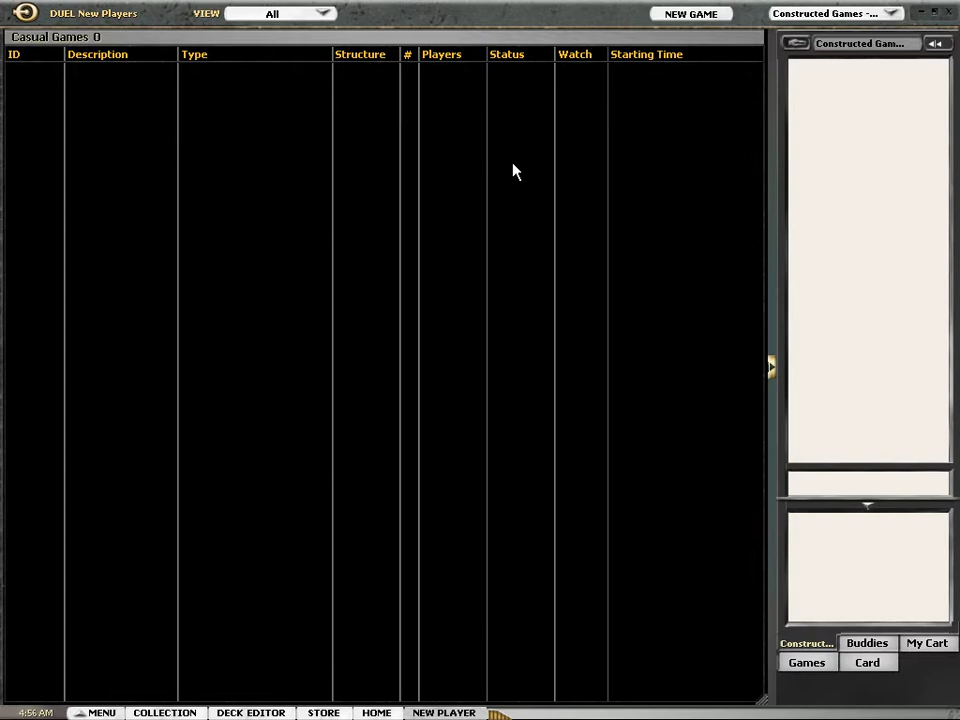 DUEL New Players VIEW All NEW GAME Constructed Games -...
Casual Games 0
ID Description Type Structure # Players Status Watch Starting Time
Constructed Gam...
Construct... Buddies My Cart
Games Card
4:56 AM MENU COLLECTION DECK EDITOR STORE HOME NEW PLAYER